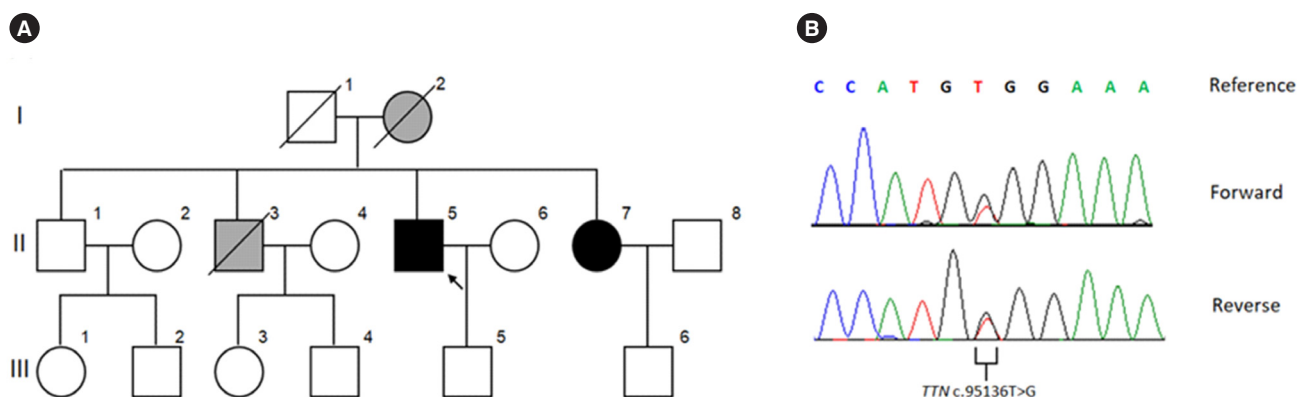 A
B
1 2
I
C C A T G T G G A A A Reference
Forward
1 2 3 4 5 6 7 8
II
Reverse
1 2 3 4 5 6
III
TTN c.95136T>G